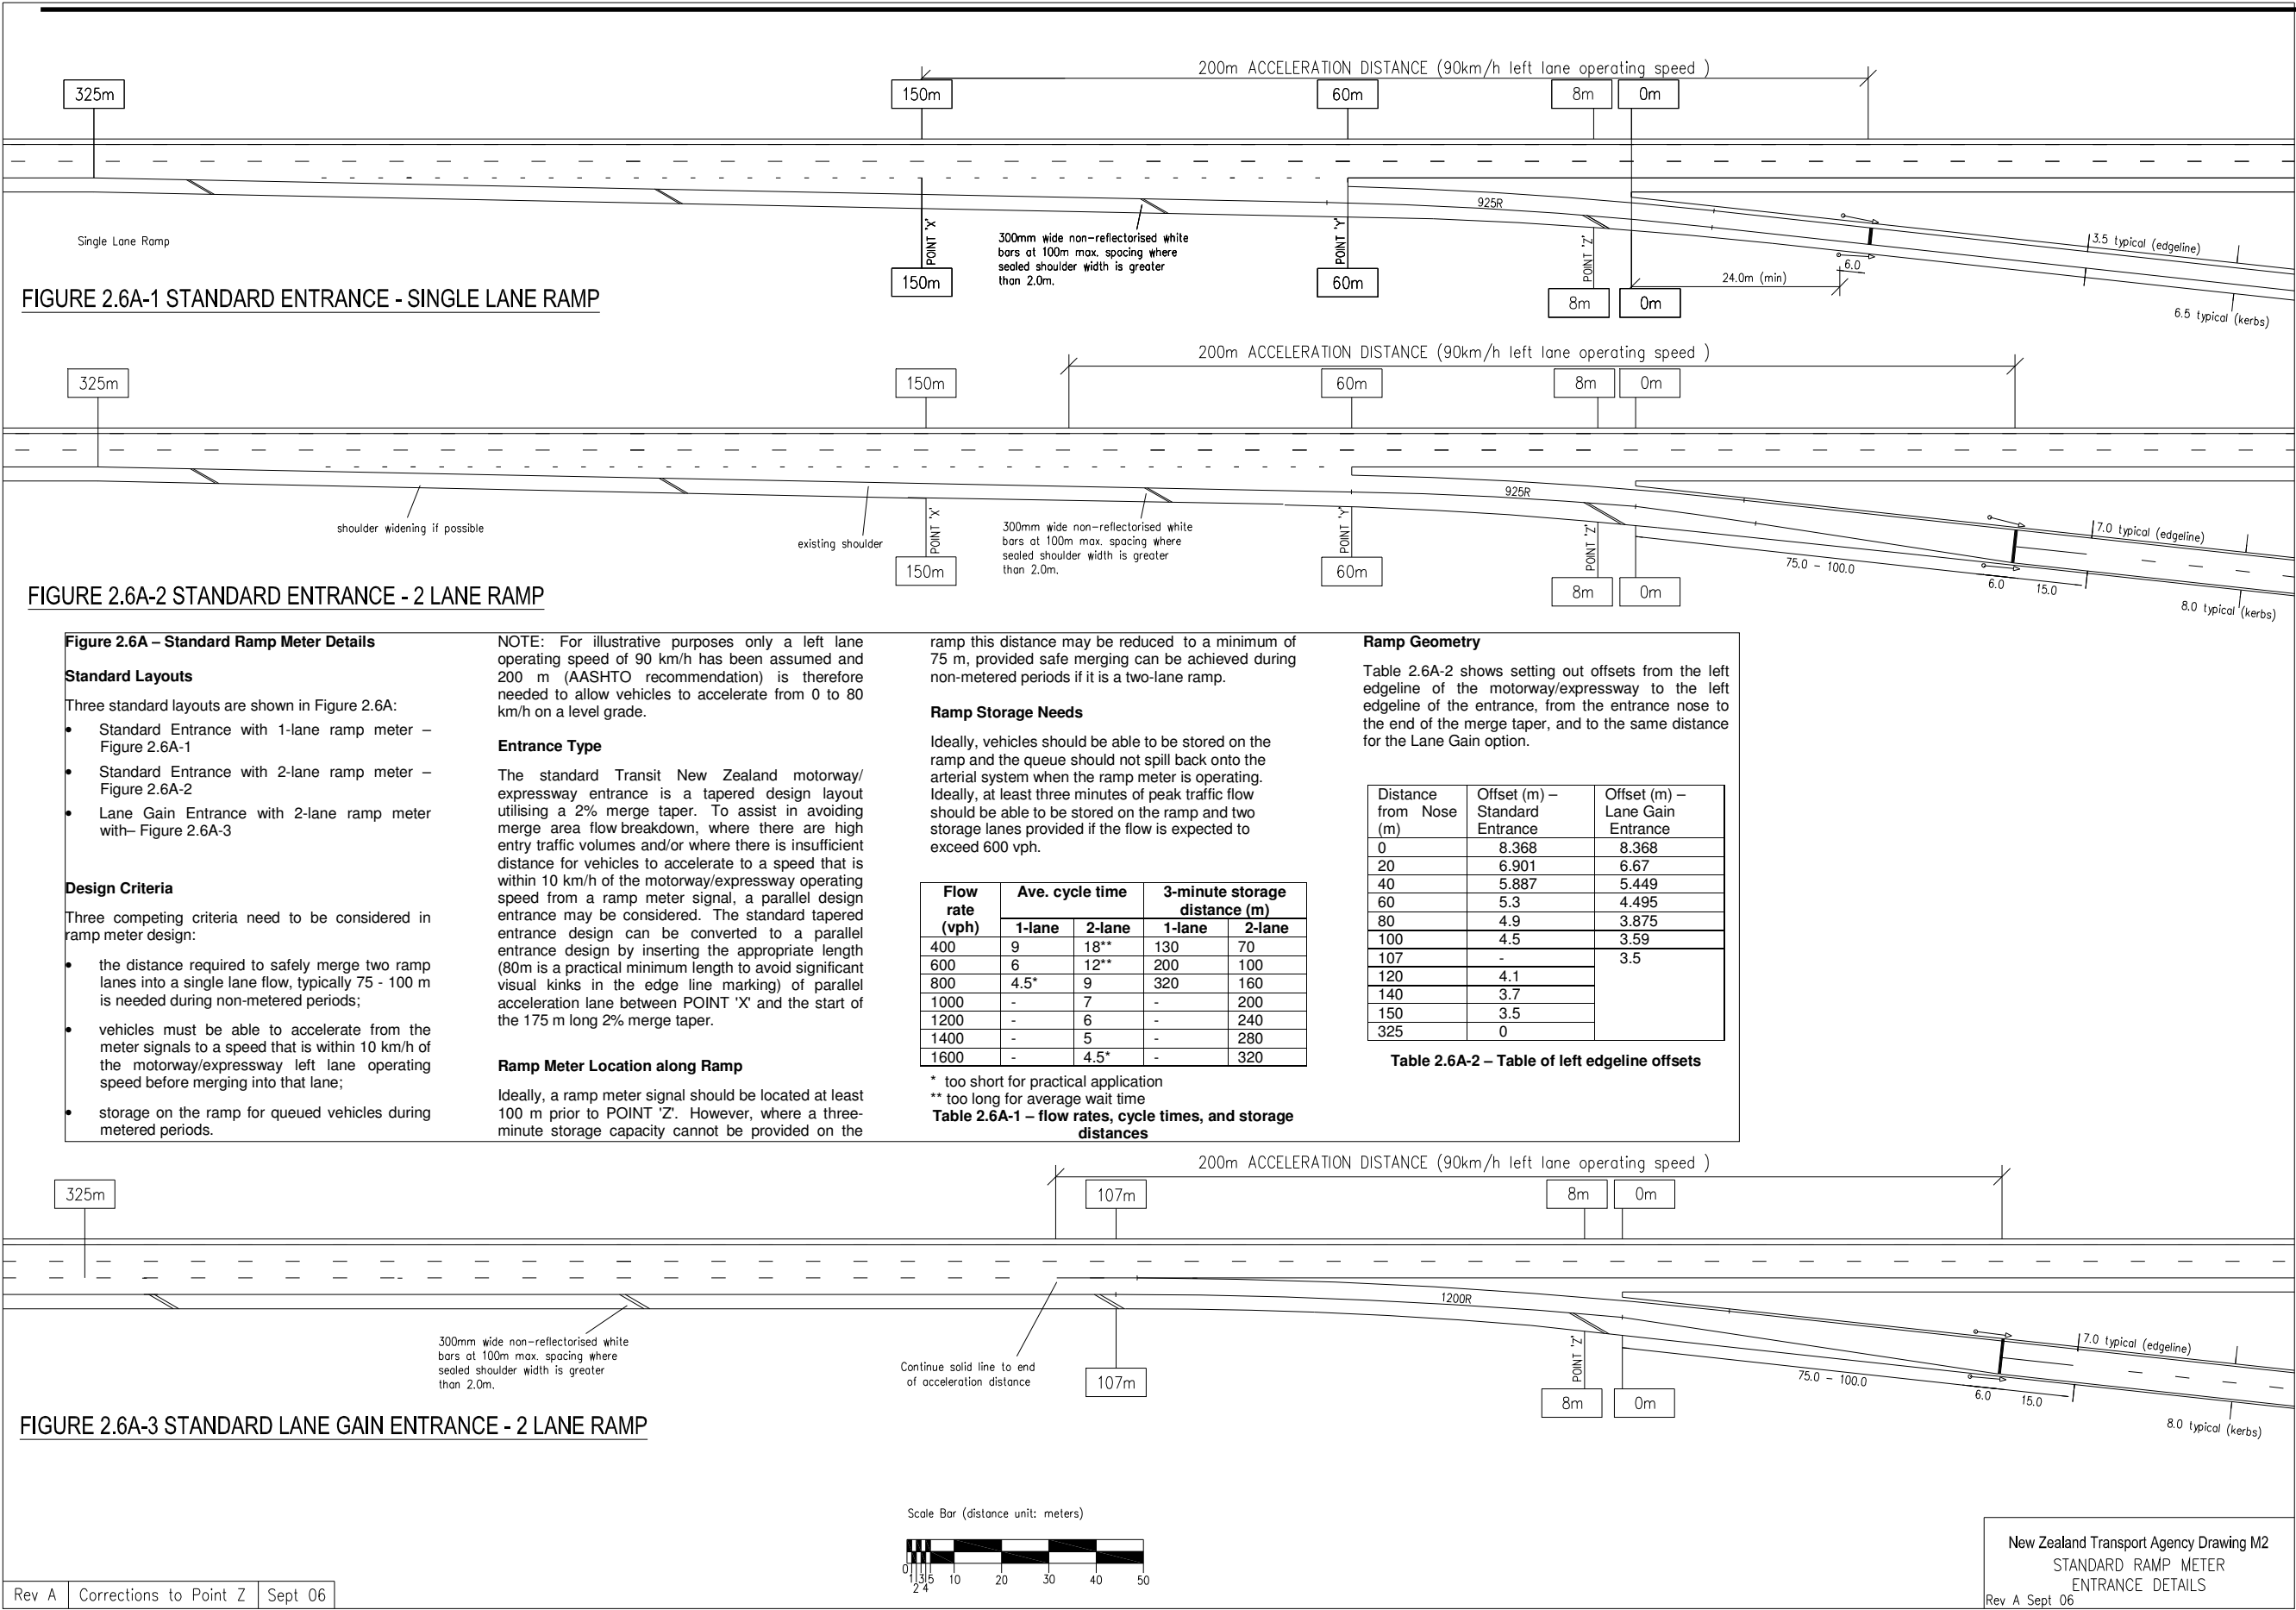 200m ACCELERATION DISTANCE (90km/h left lane operating speed )
325m
150m
60m
8m
0m
925R
POINT 'X'
POINT 'Y'
POINT 'Z'
300mm wide non-reflectorised white
bars at 100m max. spacing where
sealed shoulder width is greater
than 2.0m.
3.5 typical (edgeline)
6.0
24.0m (min)
6.5 typical (kerbs)
Single Lane Ramp
150m
60m
8m
0m
FIGURE 2.6A-1 STANDARD ENTRANCE - SINGLE LANE RAMP
200m ACCELERATION DISTANCE (90km/h left lane operating speed )
325m
150m
60m
8m
0m
925R
shoulder widening if possible
existing shoulder
POINT 'X'
300mm wide non-reflectorised white
bars at 100m max. spacing where
sealed shoulder width is greater
than 2.0m.
POINT 'Y'
POINT 'Z'
7.0 typical (edgeline)
75.0 - 100.0
6.0
15.0
8.0 typical (kerbs)
150m
60m
8m
0m
FIGURE 2.6A-2 STANDARD ENTRANCE - 2 LANE RAMP
Figure 2.6A – Standard Ramp Meter Details
Standard Layouts
Three standard layouts are shown in Figure 2.6A:
• Standard Entrance with 1-lane ramp meter –
Figure 2.6A-1
• Standard Entrance with 2-lane ramp meter –
Figure 2.6A-2
• Lane Gain Entrance with 2-lane ramp meter
with– Figure 2.6A-3
Design Criteria
Three competing criteria need to be considered in
ramp meter design:
• the distance required to safely merge two ramp
lanes into a single lane flow, typically 75 - 100 m
is needed during non-metered periods;
• vehicles must be able to accelerate from the
meter signals to a speed that is within 10 km/h of
the motorway/expressway left lane operating
speed before merging into that lane;
• storage on the ramp for queued vehicles during
metered periods.
NOTE: For illustrative purposes only a left lane
operating speed of 90 km/h has been assumed and
200 m (AASHTO recommendation) is therefore
needed to allow vehicles to accelerate from 0 to 80
km/h on a level grade.
Entrance Type
The standard Transit New Zealand motorway/
expressway entrance is a tapered design layout
utilising a 2% merge taper. To assist in avoiding
merge area flow breakdown, where there are high
entry traffic volumes and/or where there is insufficient
distance for vehicles to accelerate to a speed that is
within 10 km/h of the motorway/expressway operating
speed from a ramp meter signal, a parallel design
entrance may be considered. The standard tapered
entrance design can be converted to a parallel
entrance design by inserting the appropriate length
(80m is a practical minimum length to avoid significant
visual kinks in the edge line marking) of parallel
acceleration lane between POINT 'X' and the start of
the 175 m long 2% merge taper.
Ramp Meter Location along Ramp
Ideally, a ramp meter signal should be located at least
100 m prior to POINT 'Z'. However, where a three-
minute storage capacity cannot be provided on the
ramp this distance may be reduced to a minimum of
75 m, provided safe merging can be achieved during
non-metered periods if it is a two-lane ramp.
Ramp Storage Needs
Ideally, vehicles should be able to be stored on the
ramp and the queue should not spill back onto the
arterial system when the ramp meter is operating.
Ideally, at least three minutes of peak traffic flow
should be able to be stored on the ramp and two
storage lanes provided if the flow is expected to
exceed 600 vph.
Flow rate (vph) Ave. cycle time 3-minute storage distance (m)
1-lane 2-lane 1-lane 2-lane
400 9 18** 130 70
600 6 12** 200 100
800 4.5* 9 320 160
1000 - 7 - 200
1200 - 6 - 240
1400 - 5 - 280
1600 - 4.5* - 320
* too short for practical application
** too long for average wait time
Table 2.6A-1 – flow rates, cycle times, and storage
distances
Ramp Geometry
Table 2.6A-2 shows setting out offsets from the left
edgeline of the motorway/expressway to the left
edgeline of the entrance, from the entrance nose to
the end of the merge taper, and to the same distance
for the Lane Gain option.
Distance from Nose (m) Offset (m) – Standard Entrance Offset (m) – Lane Gain Entrance
0 8.368 8.368
20 6.901 6.67
40 5.887 5.449
60 5.3 4.495
80 4.9 3.875
100 4.5 3.59
107 - 3.5
120 4.1
140 3.7
150 3.5
325 0
Table 2.6A-2 – Table of left edgeline offsets
200m ACCELERATION DISTANCE (90km/h left lane operating speed )
325m
107m
8m
0m
1200R
300mm wide non-reflectorised white
bars at 100m max. spacing where
sealed shoulder width is greater
than 2.0m.
Continue solid line to end
of acceleration distance
107m
POINT 'Z'
8m
0m
7.0 typical (edgeline)
75.0 - 100.0
6.0
15.0
8.0 typical (kerbs)
FIGURE 2.6A-3 STANDARD LANE GAIN ENTRANCE - 2 LANE RAMP
Scale Bar (distance unit: meters)
0 1 2 3 4 5 10 20 30 40 50
New Zealand Transport Agency Drawing M2
STANDARD RAMP METER
ENTRANCE DETAILS
Rev A Sept 06
Rev A Corrections to Point Z Sept 06